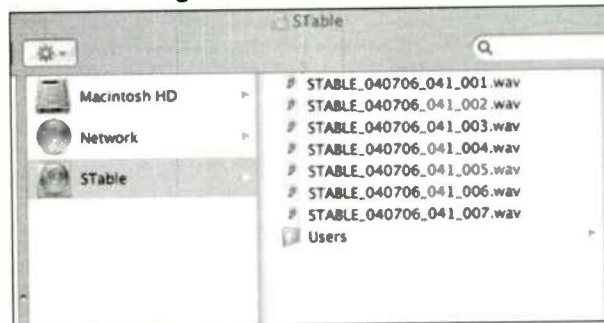 STable
Macintosh HD
Network
STable
STABLE_040706_041_001.wav
STABLE_040706_041_002.wav
STABLE_040706_041_003.wav
STABLE_040706_041_004.wav
STABLE_040706_041_005.wav
STABLE_040706_041_006.wav
STABLE_040706_041_007.wav
Users